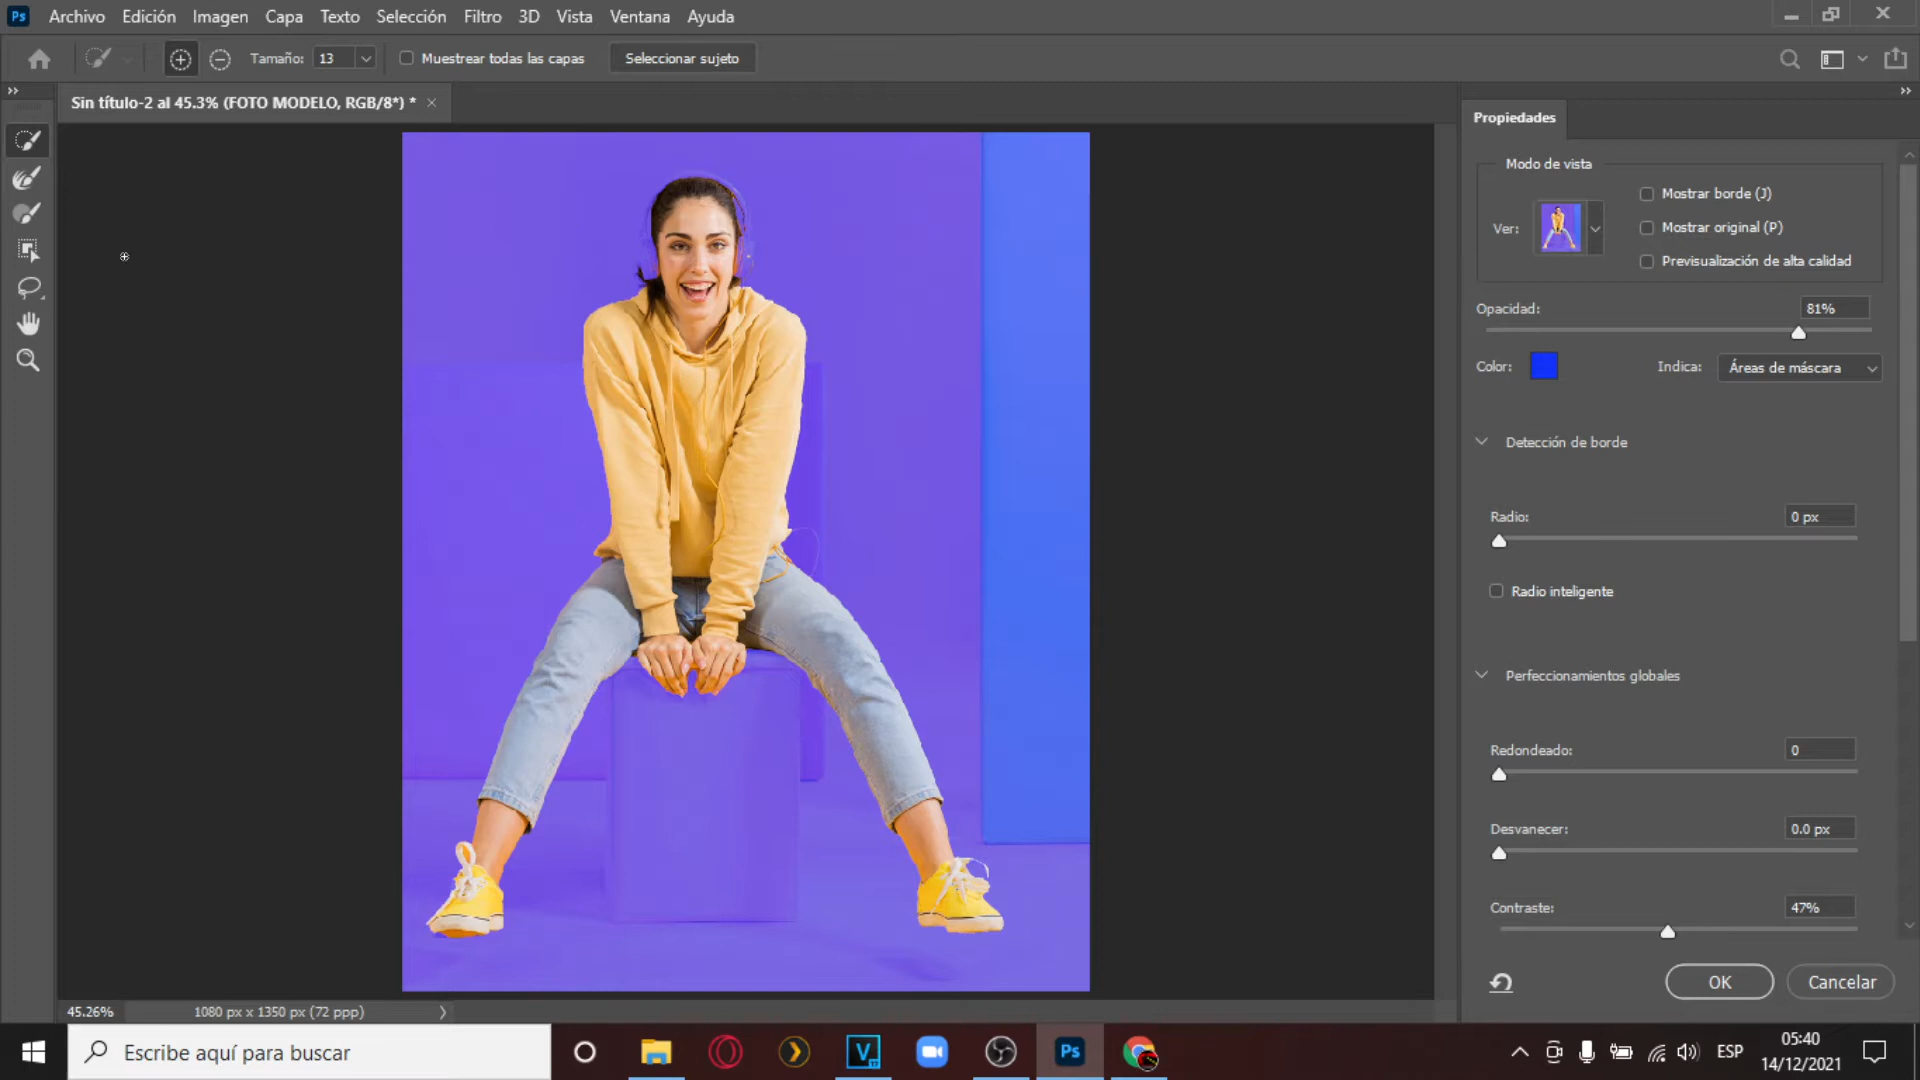 Ps Archivo Edición Imagen Capa Texto Selección Filtro 3D Vista Ventana Ayuda
Tamaño: 13 Muestrear todas las capas Seleccionar sujeto
Sin título-2 al 45.3% (FOTO MODELO, RGB/8*) * ×
Propiedades
Modo de vista
Ver:
Mostrar borde (J)
Mostrar original (P)
Previsualización de alta calidad
Opacidad: 81%
Color: Indica: Áreas de máscara
Detección de borde
Radio: 0 px
Radio inteligente
Perfeccionamientos globales
Redondeado: 0
Desvanecer: 0.0 px
Contraste: 47%
OK Cancelar
45.26% 1080 px x 1350 px (72 ppp)
Escribe aquí para buscar
V
Ps
ESP
05:40
14/12/2021